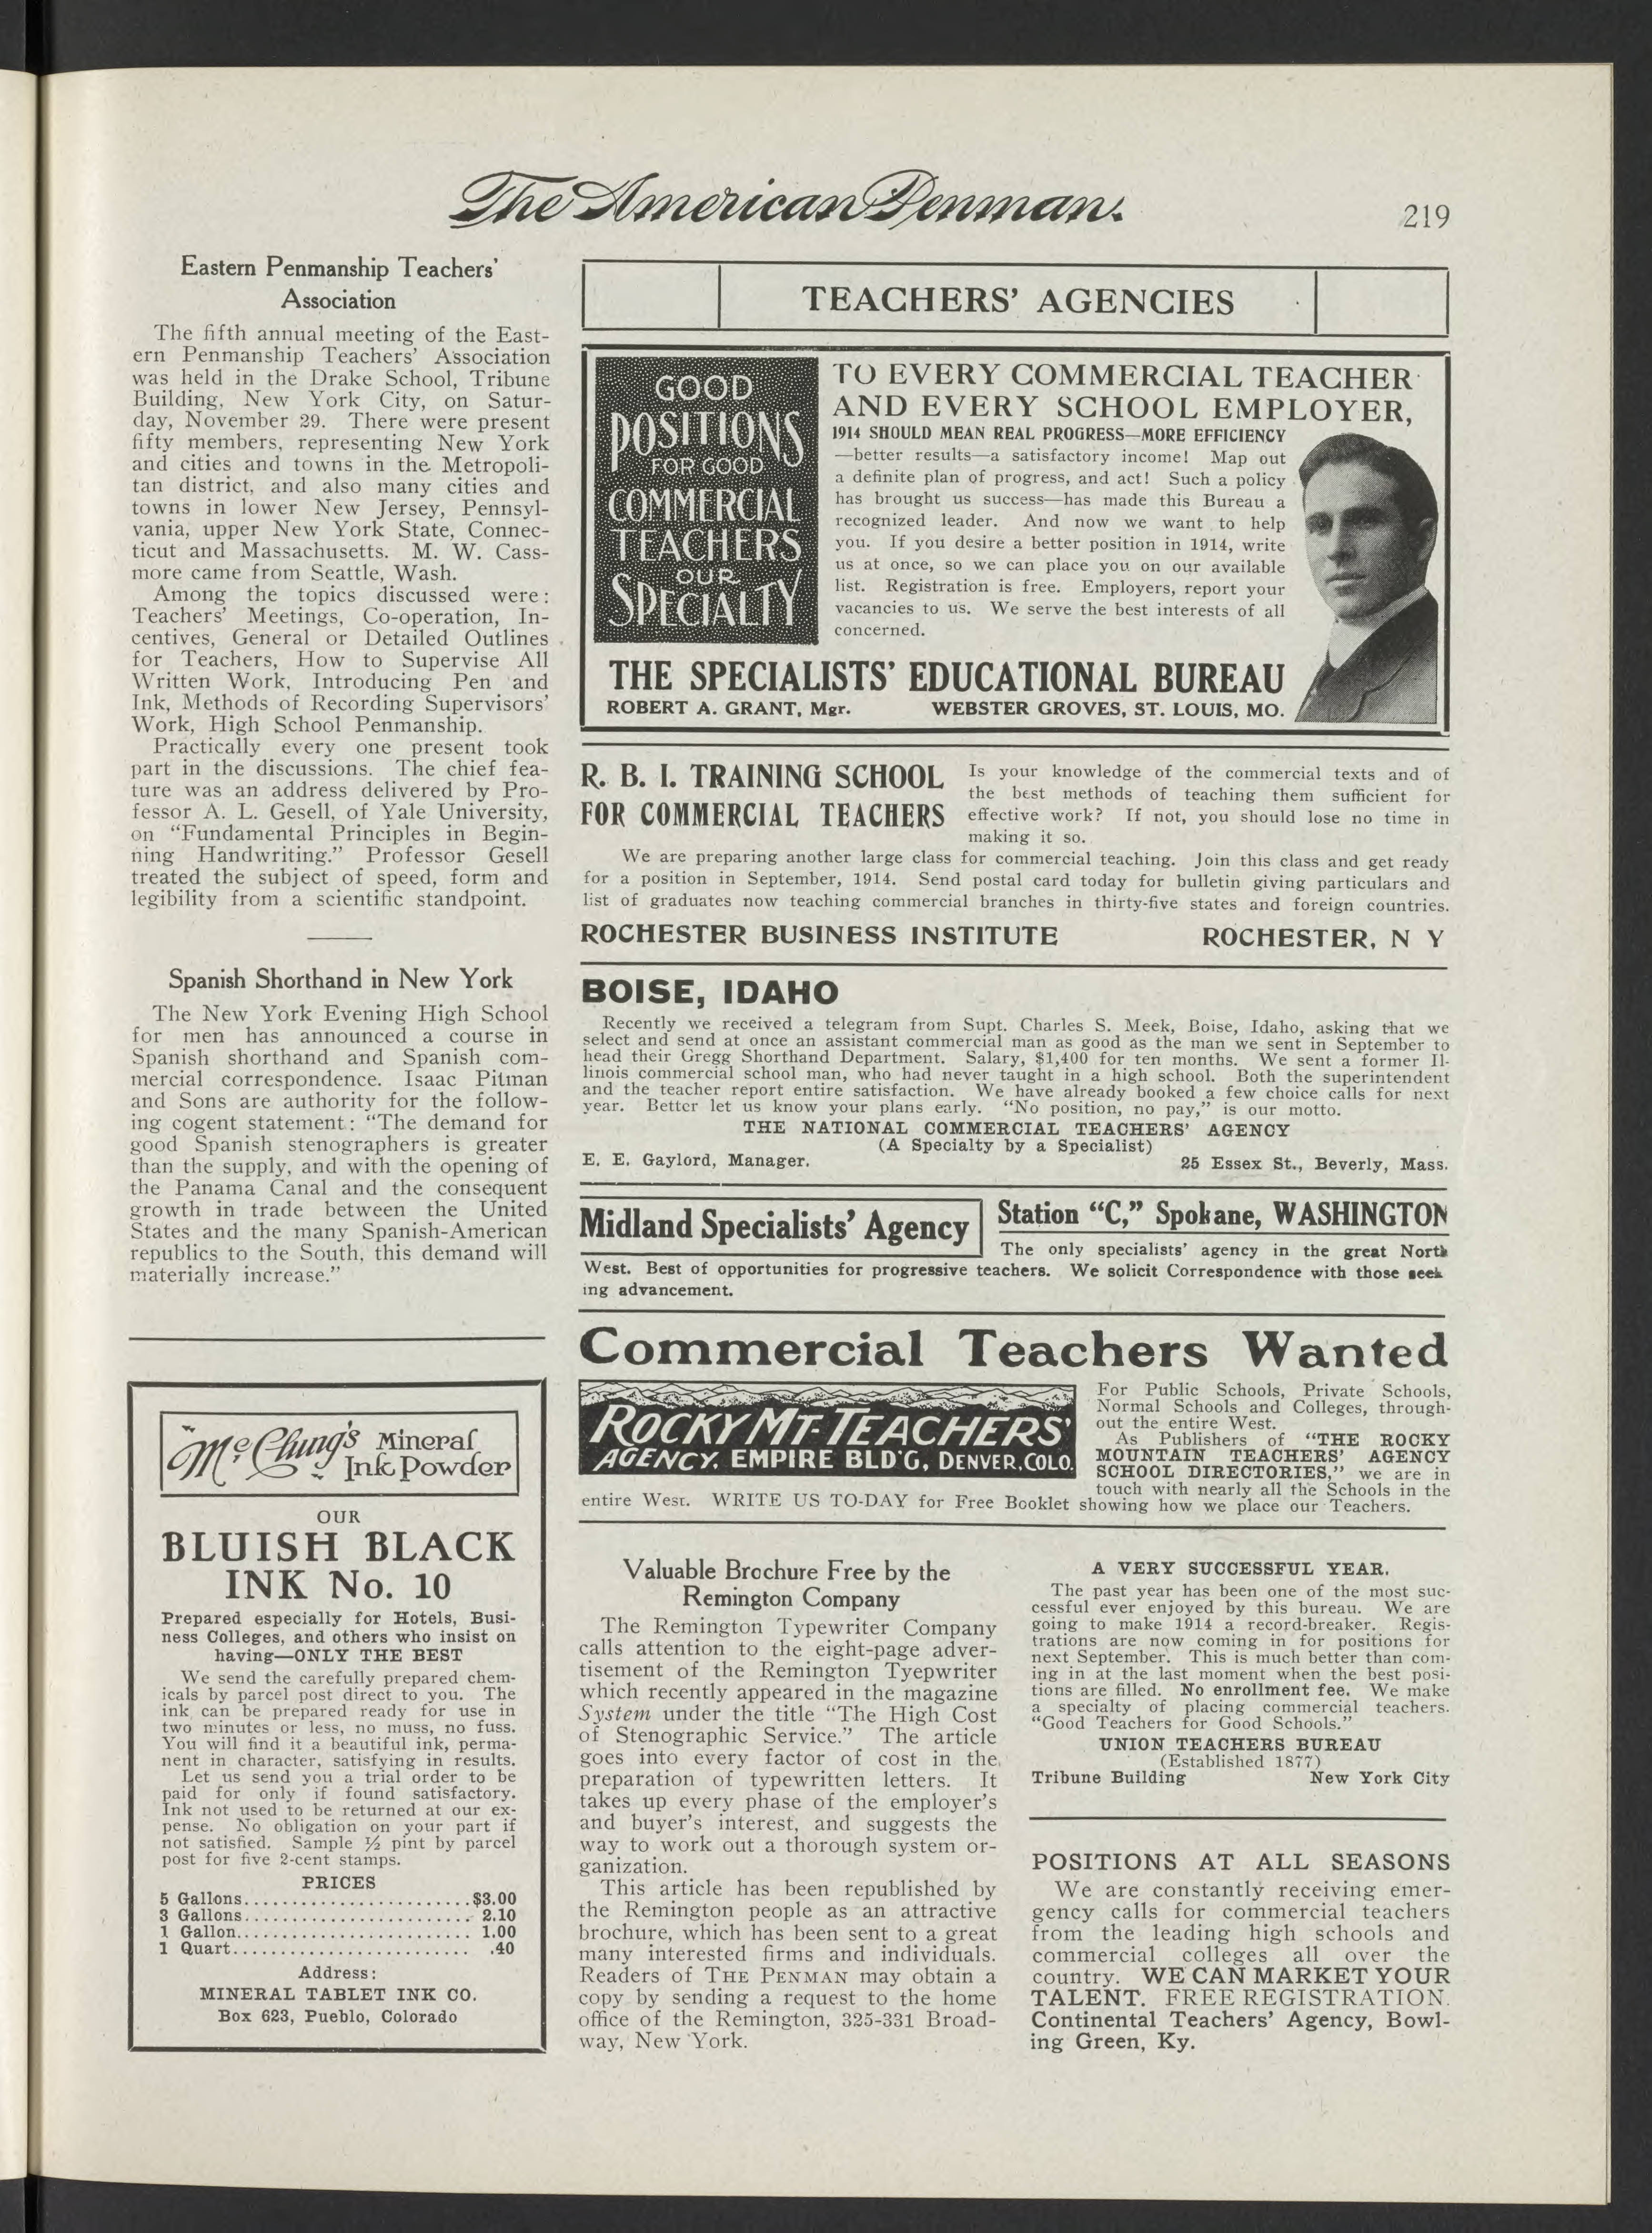 The American Penman.
219
Eastern Penmanship Teachers'
Association
The fifth annual meeting of the East-
ern Penmanship Teachers' Association
was held in the Drake School, Tribune
Building, New York City, on Satur-
day, November 29. There were present
fifty members, representing New York
and cities and towns in the Metropoli-
tan district, and also many cities and
towns in lower New Jersey, Pennsyl-
vania, upper New York State, Connec-
ticut and Massachusetts. M. W. Cass-
more came from Seattle, Wash.
Among the topics discussed were:
Teachers' Meetings, Co-operation, In-
centives, General or Detailed Outlines
for Teachers, How to Supervise All
Written Work, Introducing Pen and
Ink, Methods of Recording Supervisors'
Work, High School Penmanship.
Practically every one present took
part in the discussions. The chief fea-
ture was an address delivered by Pro-
fessor A. L. Gesell, of Yale University,
on "Fundamental Principles in Begin-
ning Handwriting." Professor Gesell
treated the subject of speed, form and
legibility from a scientific standpoint.
Spanish Shorthand in New York
The New York Evening High School
for men has announced a course in
Spanish shorthand and Spanish com-
mercial correspondence. Isaac Pitman
and Sons are authority for the follow-
ing cogent statement: "The demand for
good Spanish stenographers is greater
than the supply, and with the opening of
the Panama Canal and the consequent
growth in trade between the United
States and the many Spanish-American
republics to the South, this demand will
materially increase."
McClung's Mineral
Ink Powder
OUR
BLUISH BLACK
INK No. 10
Prepared especially for Hotels, Busi-
ness Colleges, and others who insist on
having—ONLY THE BEST
We send the carefully prepared chem-
icals by parcel post direct to you. The
ink can be prepared ready for use in
two minutes or less, no muss, no fuss.
You will find it a beautiful ink, perma-
nent in character, satisfying in results.
Let us send you a trial order to be
paid for only if found satisfactory.
Ink not used to be returned at our ex-
pense. No obligation on your part if
not satisfied. Sample ½ pint by parcel
post for five 2-cent stamps.
PRICES
5 Gallons........................$3.00
3 Gallons........................ 2.10
1 Gallon......................... 1.00
1 Quart......................... .40
Address:
MINERAL TABLET INK CO.
Box 623, Pueblo, Colorado
TEACHERS' AGENCIES
GOOD
POSITIONS
FOR GOOD
COMMERCIAL
TEACHERS
OUR
SPECIALTY
TO EVERY COMMERCIAL TEACHER
AND EVERY SCHOOL EMPLOYER,
1914 SHOULD MEAN REAL PROGRESS—MORE EFFICIENCY
—better results—a satisfactory income! Map out
a definite plan of progress, and act! Such a policy
has brought us success—has made this Bureau a
recognized leader. And now we want to help
you. If you desire a better position in 1914, write
us at once, so we can place you on our available
list. Registration is free. Employers, report your
vacancies to us. We serve the best interests of all
concerned.
THE SPECIALISTS' EDUCATIONAL BUREAU
ROBERT A. GRANT, Mgr. WEBSTER GROVES, ST. LOUIS, MO.
R. B. I. TRAINING SCHOOL
FOR COMMERCIAL TEACHERS
Is your knowledge of the commercial texts and of
the best methods of teaching them sufficient for
effective work? If not, you should lose no time in
making it so.
We are preparing another large class for commercial teaching. Join this class and get ready
for a position in September, 1914. Send postal card today for bulletin giving particulars and
list of graduates now teaching commercial branches in thirty-five states and foreign countries.
ROCHESTER BUSINESS INSTITUTE ROCHESTER, N Y
BOISE, IDAHO
Recently we received a telegram from Supt. Charles S. Meek, Boise, Idaho, asking that we
select and send at once an assistant commercial man as good as the man we sent in September to
head their Gregg Shorthand Department. Salary, $1,400 for ten months. We sent a former Il-
linois commercial school man, who had never taught in a high school. Both the superintendent
and the teacher report entire satisfaction. We have already booked a few choice calls for next
year. Better let us know your plans early. "No position, no pay," is our motto.
THE NATIONAL COMMERCIAL TEACHERS' AGENCY
(A Specialty by a Specialist)
E. E. Gaylord, Manager. 25 Essex St., Beverly, Mass.
Midland Specialists' Agency
Station "C," Spokane, WASHINGTON
The only specialists' agency in the great North
West. Best of opportunities for progressive teachers. We solicit Correspondence with those seek
ing advancement.
Commercial Teachers Wanted
ROCKY MT. TEACHERS'
AGENCY. EMPIRE BLD'G, DENVER, COLO.
For Public Schools, Private Schools,
Normal Schools and Colleges, through-
out the entire West.
As Publishers of "THE ROCKY
MOUNTAIN TEACHERS' AGENCY
SCHOOL DIRECTORIES," we are in
touch with nearly all the Schools in the
entire West. WRITE US TO-DAY for Free Booklet showing how we place our Teachers.
Valuable Brochure Free by the
Remington Company
The Remington Typewriter Company
calls attention to the eight-page adver-
tisement of the Remington Tyepwriter
which recently appeared in the magazine
System under the title "The High Cost
of Stenographic Service." The article
goes into every factor of cost in the
preparation of typewritten letters. It
takes up every phase of the employer's
and buyer's interest, and suggests the
way to work out a thorough system or-
ganization.
This article has been republished by
the Remington people as an attractive
brochure, which has been sent to a great
many interested firms and individuals.
Readers of THE PENMAN may obtain a
copy by sending a request to the home
office of the Remington, 325-331 Broad-
way, New York.
A VERY SUCCESSFUL YEAR.
The past year has been one of the most suc-
cessful ever enjoyed by this bureau. We are
going to make 1914 a record-breaker. Regis-
trations are now coming in for positions for
next September. This is much better than com-
ing in at the last moment when the best posi-
tions are filled. No enrollment fee. We make
a specialty of placing commercial teachers.
"Good Teachers for Good Schools."
UNION TEACHERS BUREAU
(Established 1877)
Tribune Building New York City
POSITIONS AT ALL SEASONS
We are constantly receiving emer-
gency calls for commercial teachers
from the leading high schools and
commercial colleges all over the
country. WE CAN MARKET YOUR
TALENT. FREE REGISTRATION.
Continental Teachers' Agency, Bowl-
ing Green, Ky.